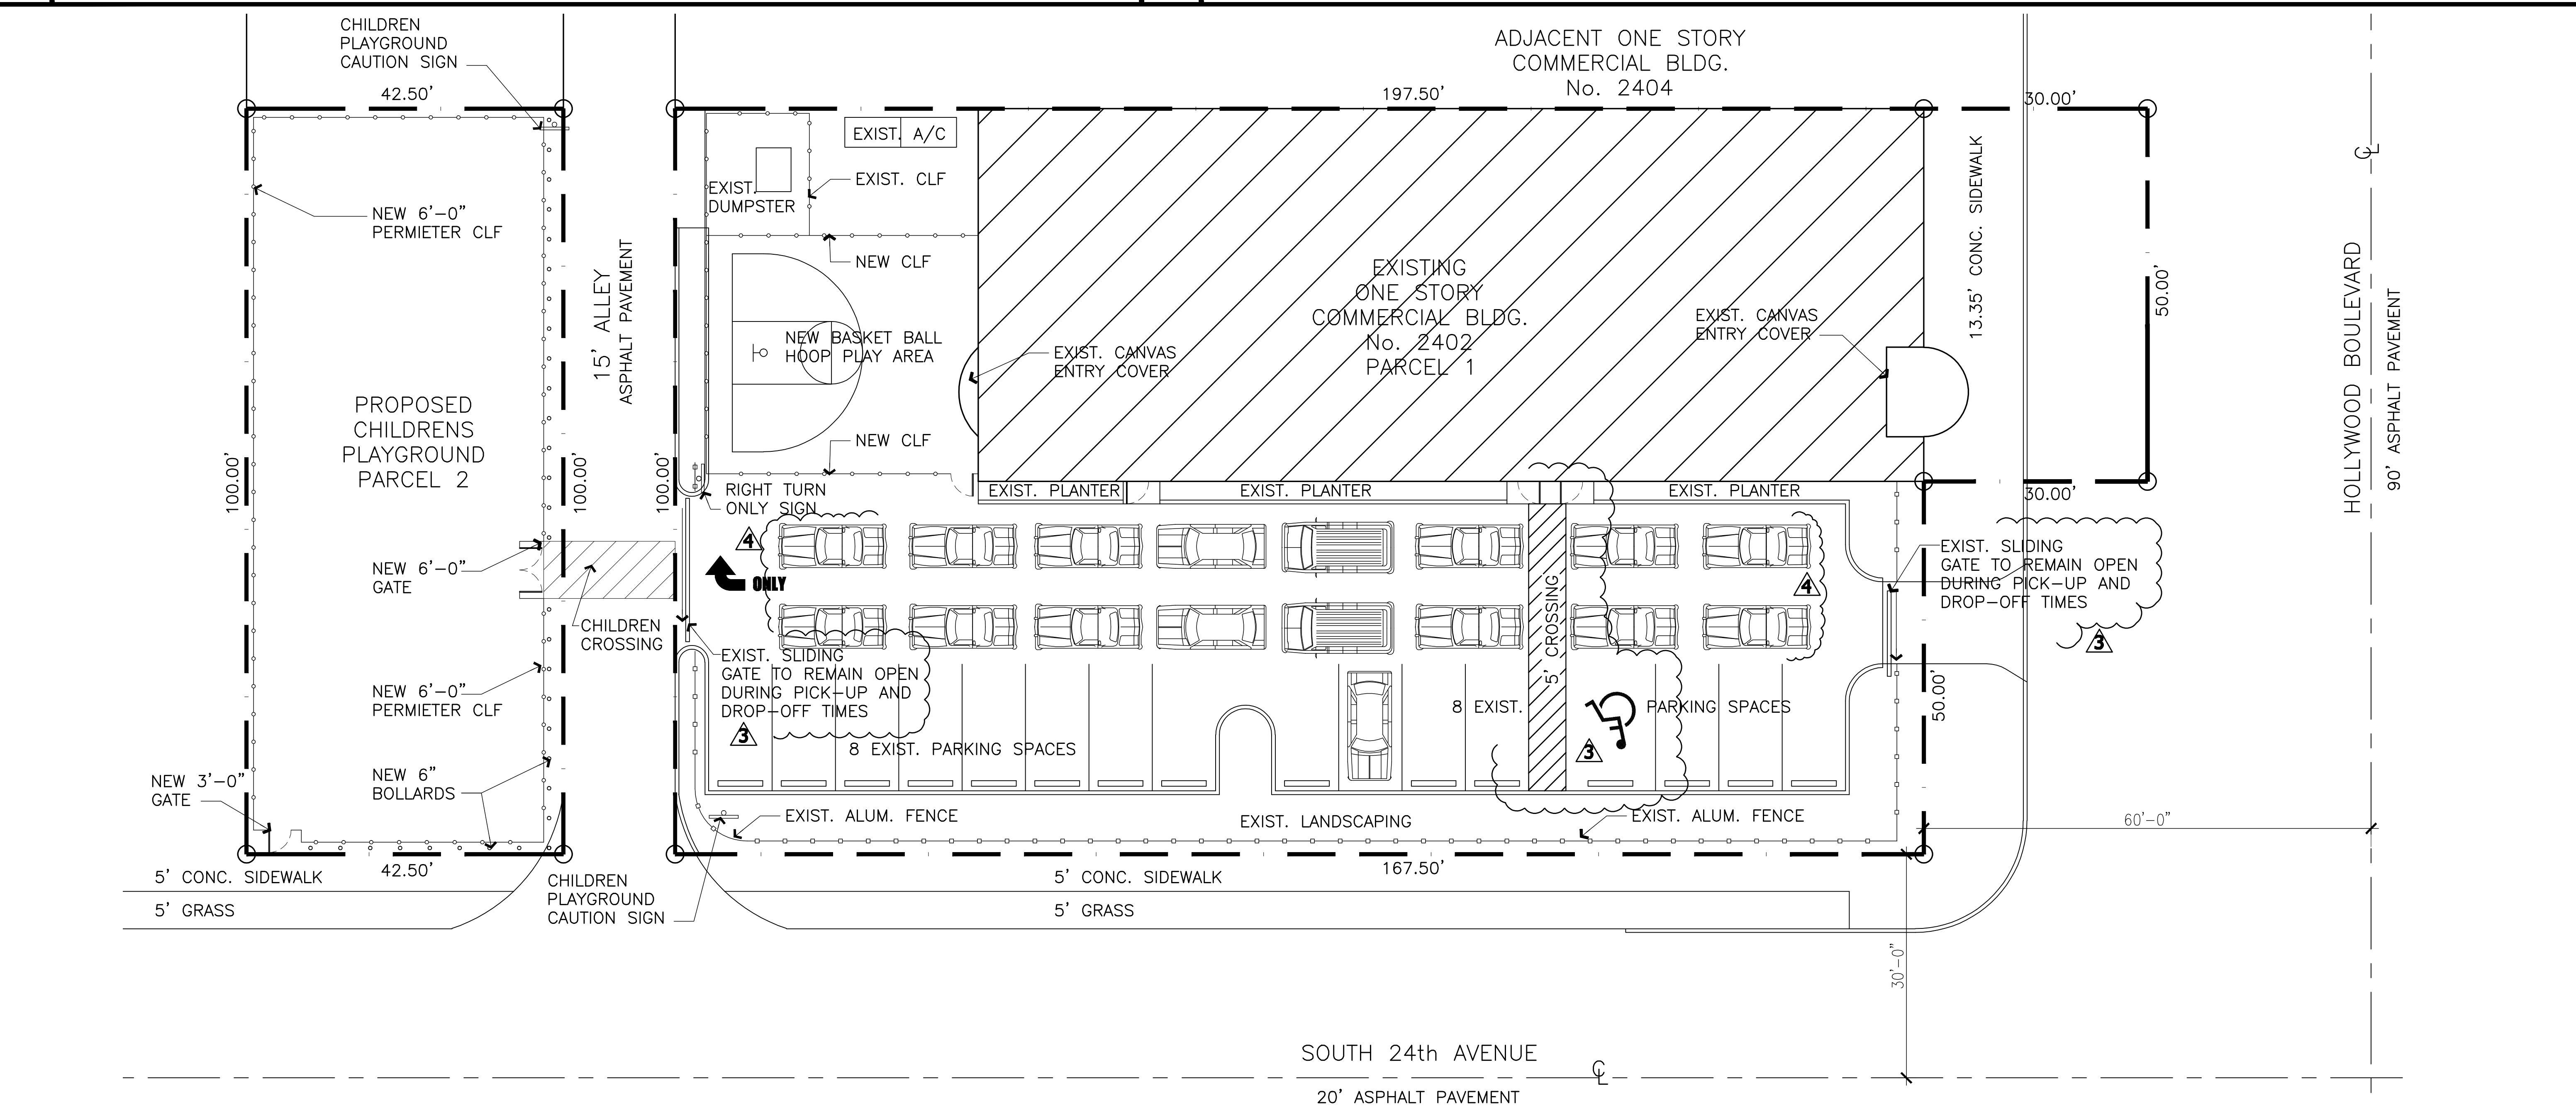 CHILDREN
PLAYGROUND
CAUTION SIGN
42.50'
ADJACENT ONE STORY
COMMERCIAL BLDG.
No. 2404
197.50'
30.00'
EXIST. A/C
EXIST. CLF
EXIST.
DUMPSTER
NEW 6'-0"
PERMIETER CLF
15' ALLEY
ASPHALT PAVEMENT
NEW CLF
NEW BASKET BALL
HOOP PLAY AREA
EXIST. CANVAS
ENTRY COVER
EXISTING
ONE STORY
COMMERCIAL BLDG.
No. 2402
PARCEL 1
EXIST. CANVAS
ENTRY COVER
13.35' CONC. SIDEWALK
50.00'
HOLLYWOOD BOULEVARD
90' ASPHALT PAVEMENT
CL
PROPOSED
CHILDRENS
PLAYGROUND
PARCEL 2
100.00'
100.00'
100.00'
NEW CLF
RIGHT TURN
ONLY SIGN
EXIST. PLANTER
EXIST. PLANTER
EXIST. PLANTER
30.00'
4
ONLY
NEW 6'-0"
GATE
CHILDREN
CROSSING
5' CROSSING
4
EXIST. SLIDING
GATE TO REMAIN OPEN
DURING PICK-UP AND
DROP-OFF TIMES
3
EXIST. SLIDING
GATE TO REMAIN OPEN
DURING PICK-UP AND
DROP-OFF TIMES
3
NEW 6'-0"
PERMIETER CLF
8 EXIST. PARKING SPACES
8 EXIST. PARKING SPACES
3
50.00'
NEW 3'-0"
GATE
NEW 6"
BOLLARDS
EXIST. ALUM. FENCE
EXIST. LANDSCAPING
EXIST. ALUM. FENCE
60'-0"
42.50'
167.50'
5' CONC. SIDEWALK
5' GRASS
CHILDREN
PLAYGROUND
CAUTION SIGN
5' CONC. SIDEWALK
5' GRASS
30'-0"
SOUTH 24th AVENUE
CL
20' ASPHALT PAVEMENT